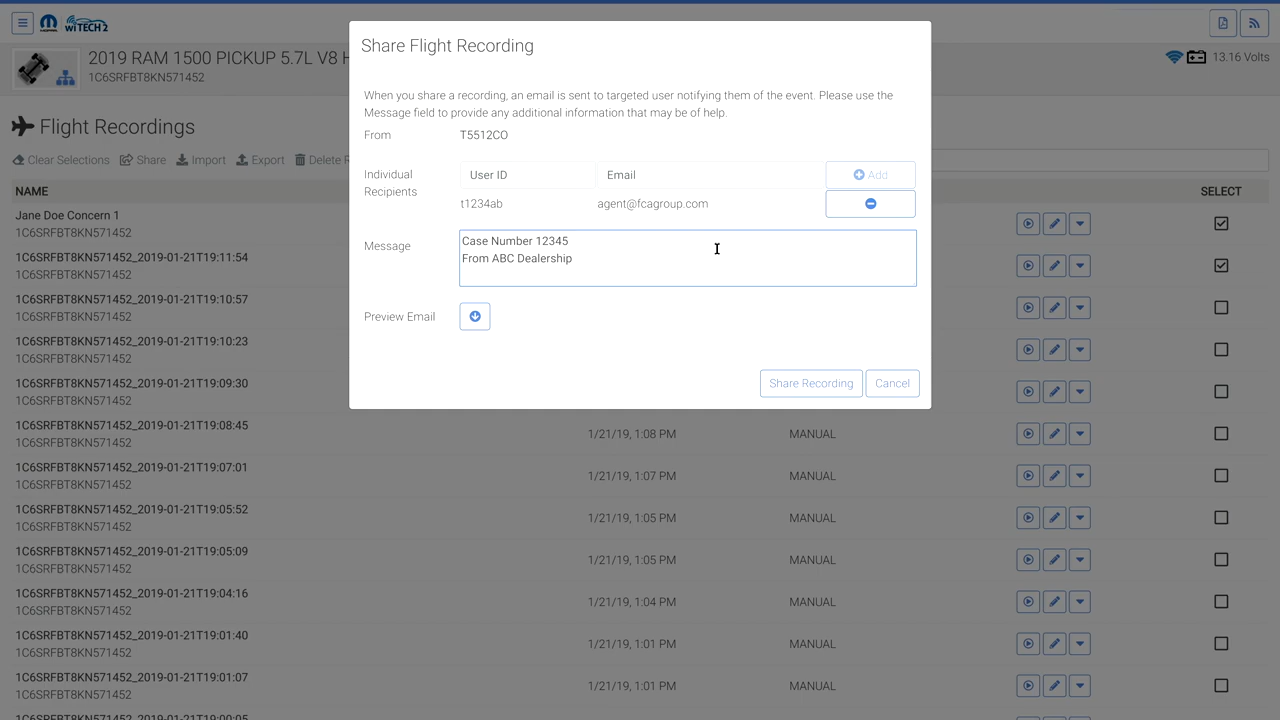 wiTECH 2
2019 RAM 1500 PICKUP 5.7L V8 H
1C6SRFBT8KN571452
13.16 Volts
Flight Recordings
Clear Selections Share Import Export Delete R
NAME SELECT
Share Flight Recording
When you share a recording, an email is sent to targeted user notifying them of the event. Please use the
Message field to provide any additional information that may be of help.
From T5512CO
Individual
Recipients
User ID Email Add
t1234ab agent@fcagroup.com
Message
Case Number 12345
From ABC Dealership
Preview Email
Share Recording Cancel
Jane Doe Concern 1
1C6SRFBT8KN571452
1C6SRFBT8KN571452_2019-01-21T19:11:54
1C6SRFBT8KN571452
1C6SRFBT8KN571452_2019-01-21T19:10:57
1C6SRFBT8KN571452
1C6SRFBT8KN571452_2019-01-21T19:10:23
1C6SRFBT8KN571452
1C6SRFBT8KN571452_2019-01-21T19:09:30
1C6SRFBT8KN571452
1C6SRFBT8KN571452_2019-01-21T19:08:45
1C6SRFBT8KN571452 1/21/19, 1:08 PM MANUAL
1C6SRFBT8KN571452_2019-01-21T19:07:01
1C6SRFBT8KN571452 1/21/19, 1:07 PM MANUAL
1C6SRFBT8KN571452_2019-01-21T19:05:52
1C6SRFBT8KN571452 1/21/19, 1:05 PM MANUAL
1C6SRFBT8KN571452_2019-01-21T19:05:09
1C6SRFBT8KN571452 1/21/19, 1:05 PM MANUAL
1C6SRFBT8KN571452_2019-01-21T19:04:16
1C6SRFBT8KN571452 1/21/19, 1:04 PM MANUAL
1C6SRFBT8KN571452_2019-01-21T19:01:40
1C6SRFBT8KN571452 1/21/19, 1:01 PM MANUAL
1C6SRFBT8KN571452_2019-01-21T19:01:07
1C6SRFBT8KN571452 1/21/19, 1:01 PM MANUAL
1C6SRFBT8KN571452_2019-01-21T19:00:05